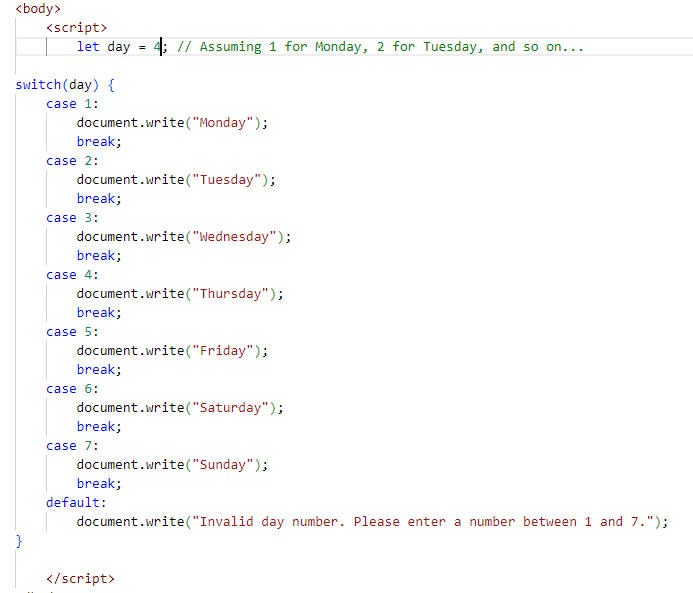 <body>
<script>
let day = 4; // Assuming 1 for Monday, 2 for Tuesday, and so on...
switch(day) {
case 1:
document.write("Monday");
break;
case 2:
document.write("Tuesday");
break;
case 3:
document.write("Wednesday");
break;
case 4:
document.write("Thursday");
break;
case 5:
document.write("Friday");
break;
case 6:
document.write("Saturday");
break;
case 7:
document.write("Sunday");
break;
default:
document.write("Invalid day number. Please enter a number between 1 and 7.");
}
</script>